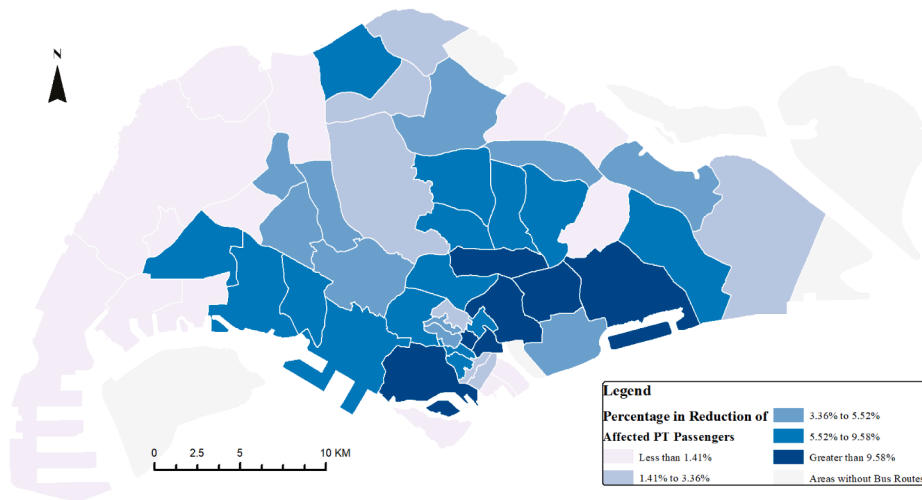 N
0 2.5 5 10 KM
Legend
Percentage in Reduction of
Affected PT Passengers
Less than 1.41%
1.41% to 3.36%
3.36% to 5.52%
5.52% to 9.58%
Greater than 9.58%
Areas without Bus Routes